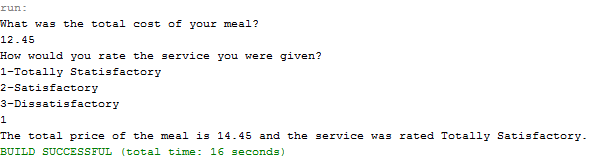 run:
What was the total cost of your meal?
12.45
How would you rate the service you were given?
1-Totally Statisfactory
2-Satisfactory
3-Dissatisfactory
1
The total price of the meal is 14.45 and the service was rated Totally Satisfactory.
BUILD SUCCESSFUL (total time: 16 seconds)